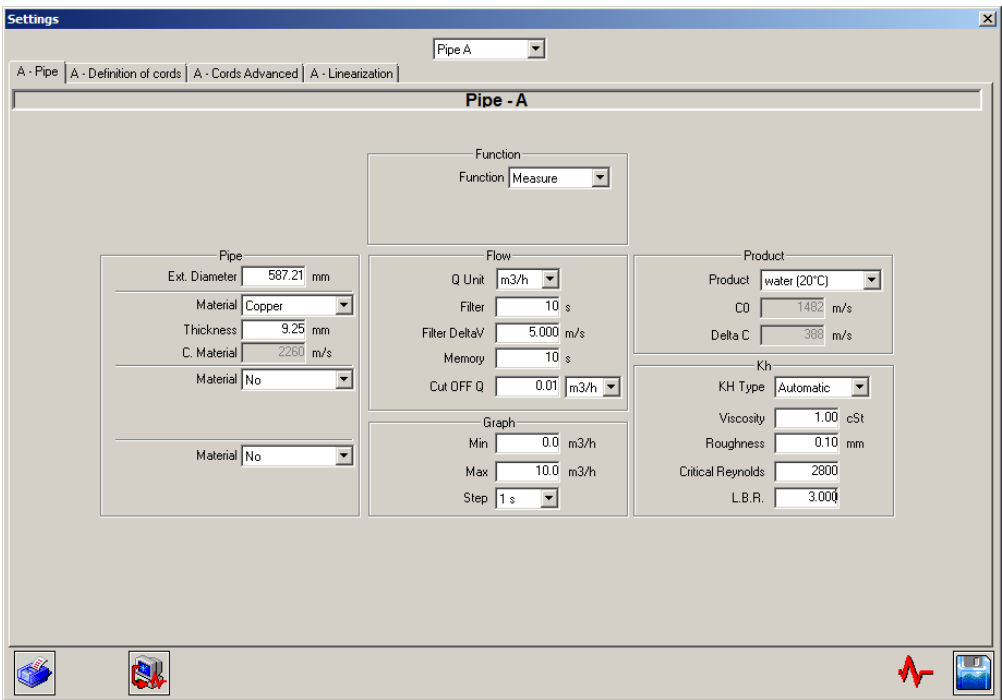 Settings
Pipe A
A - Pipe A - Definition of cords A - Cords Advanced A - Linearization
Pipe - A
Function
Function Measure
Pipe
Ext. Diameter 587.21 mm
Material Copper
Thickness 9.25 mm
C. Material 2260 m/s
Material No
Material No
Flow
Q Unit m3/h
Filter 10 s
Filter DeltaV 5.000 m/s
Memory 10 s
Cut OFF Q 0.01 m3/h
Graph
Min 0.0 m3/h
Max 10.0 m3/h
Step 1 s
Product
Product water (20°C)
C0 1482 m/s
Delta C 388 m/s
Kh
KH Type Automatic
Viscosity 1.00 cSt
Roughness 0.10 mm
Critical Reynolds 2800
L.B.R. 3.000